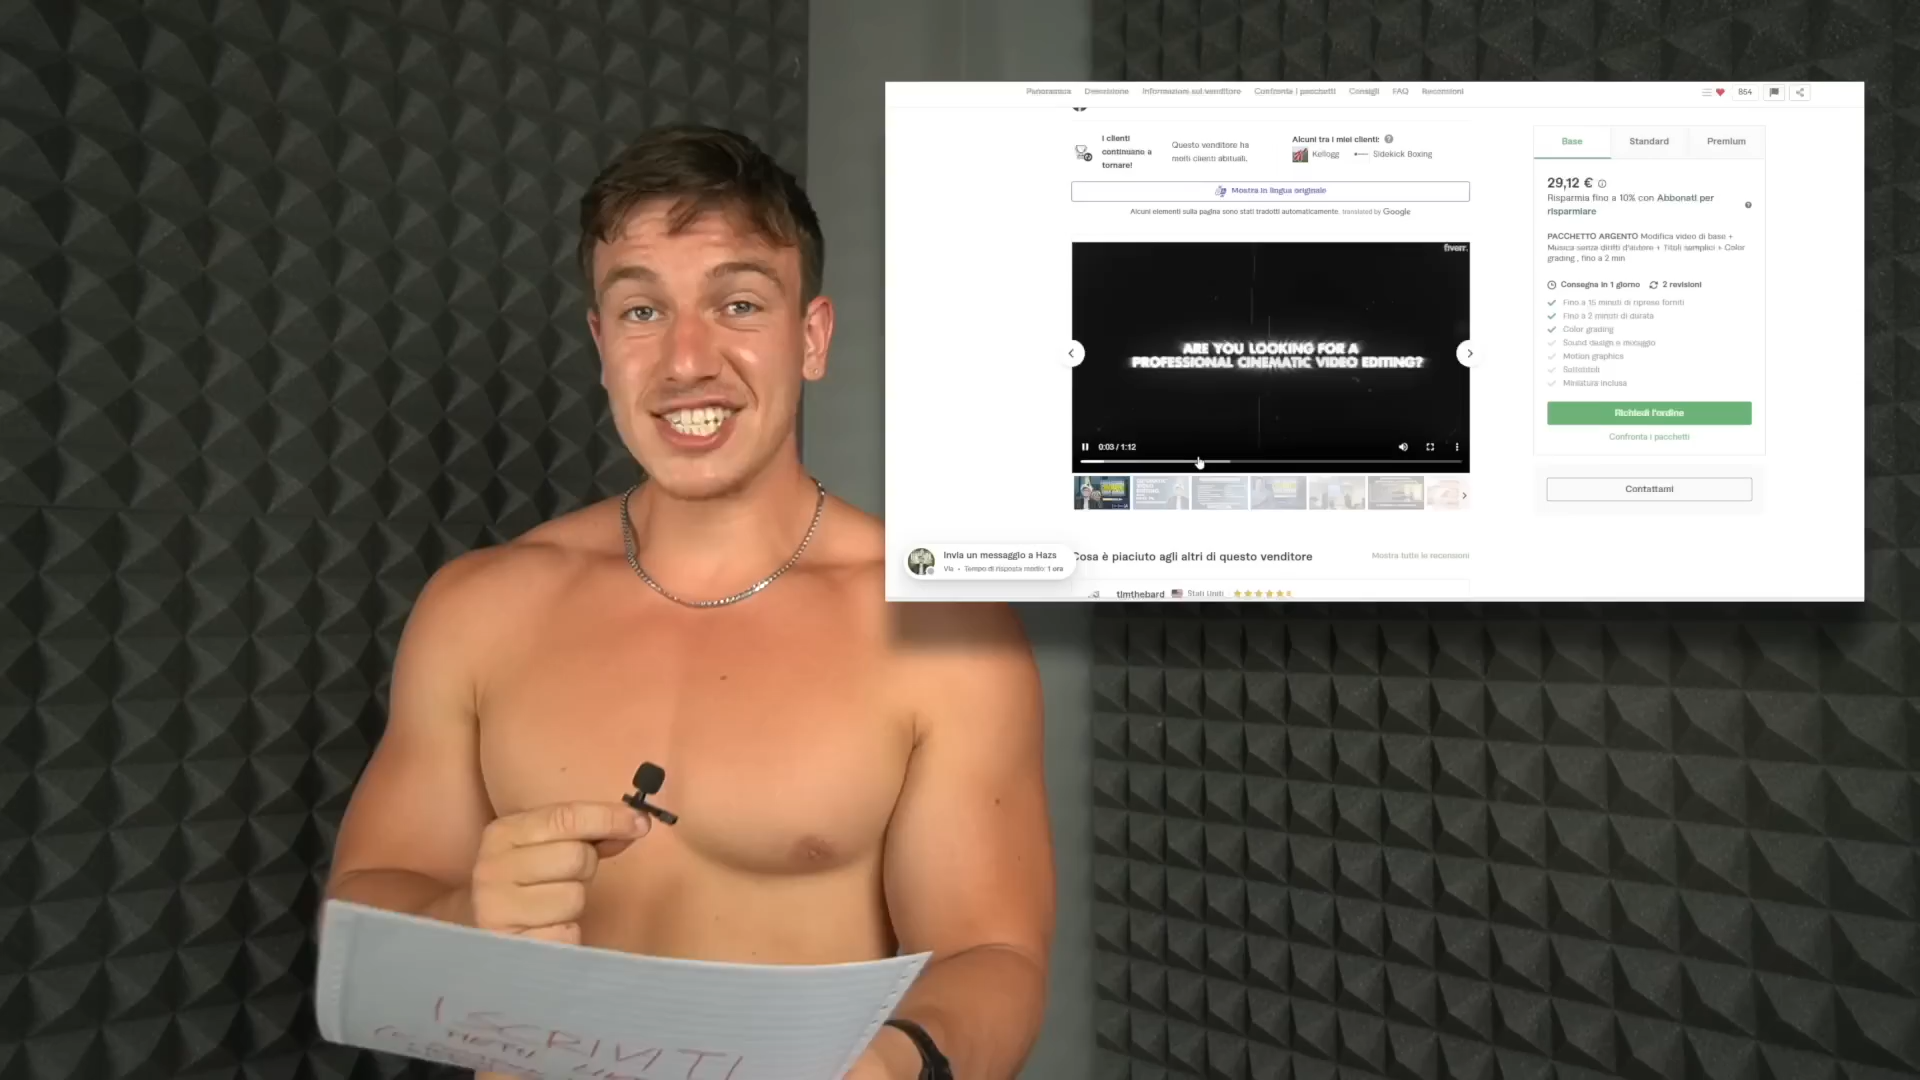 Panoramica Descrizione Informazioni sul venditore Confronta i pacchetti Consigli FAQ Recensioni
864
I clienti
continuano a
tornare!
Questo venditore ha
molti clienti abituali.
Alcuni tra i miei clienti:
Kellogg Sidekick Boxing
Mostra in lingua originale
Alcuni elementi sulla pagina sono stati tradotti automaticamente. translated by Google
fiverr.
ARE YOU LOOKING FOR A
PROFESSIONAL CINEMATIC VIDEO EDITING?
0:03 / 1:12
Cosa è piaciuto agli altri di questo venditore
Mostra tutte le recensioni
Invia un messaggio a Hazs
Via • Tempo di risposta medio: 1 ora
timthebard Stati Uniti
Base Standard Premium
29,12 €
Risparmia fino a 10% con Abbonati per
risparmiare
PACCHETTO ARGENTO Modifica video di base +
Musica senza diritti d'autore + Titoli semplici + Color
grading , fino a 2 min
Consegna in 1 giorno 2 revisioni
Fino a 15 minuti di riprese forniti
Fino a 2 minuti di durata
Color grading
Sound design e mixaggio
Motion graphics
Sottotitoli
Miniatura inclusa
Richiedi l'ordine
Confronta i pacchetti
Contattami
ISCRIVITI